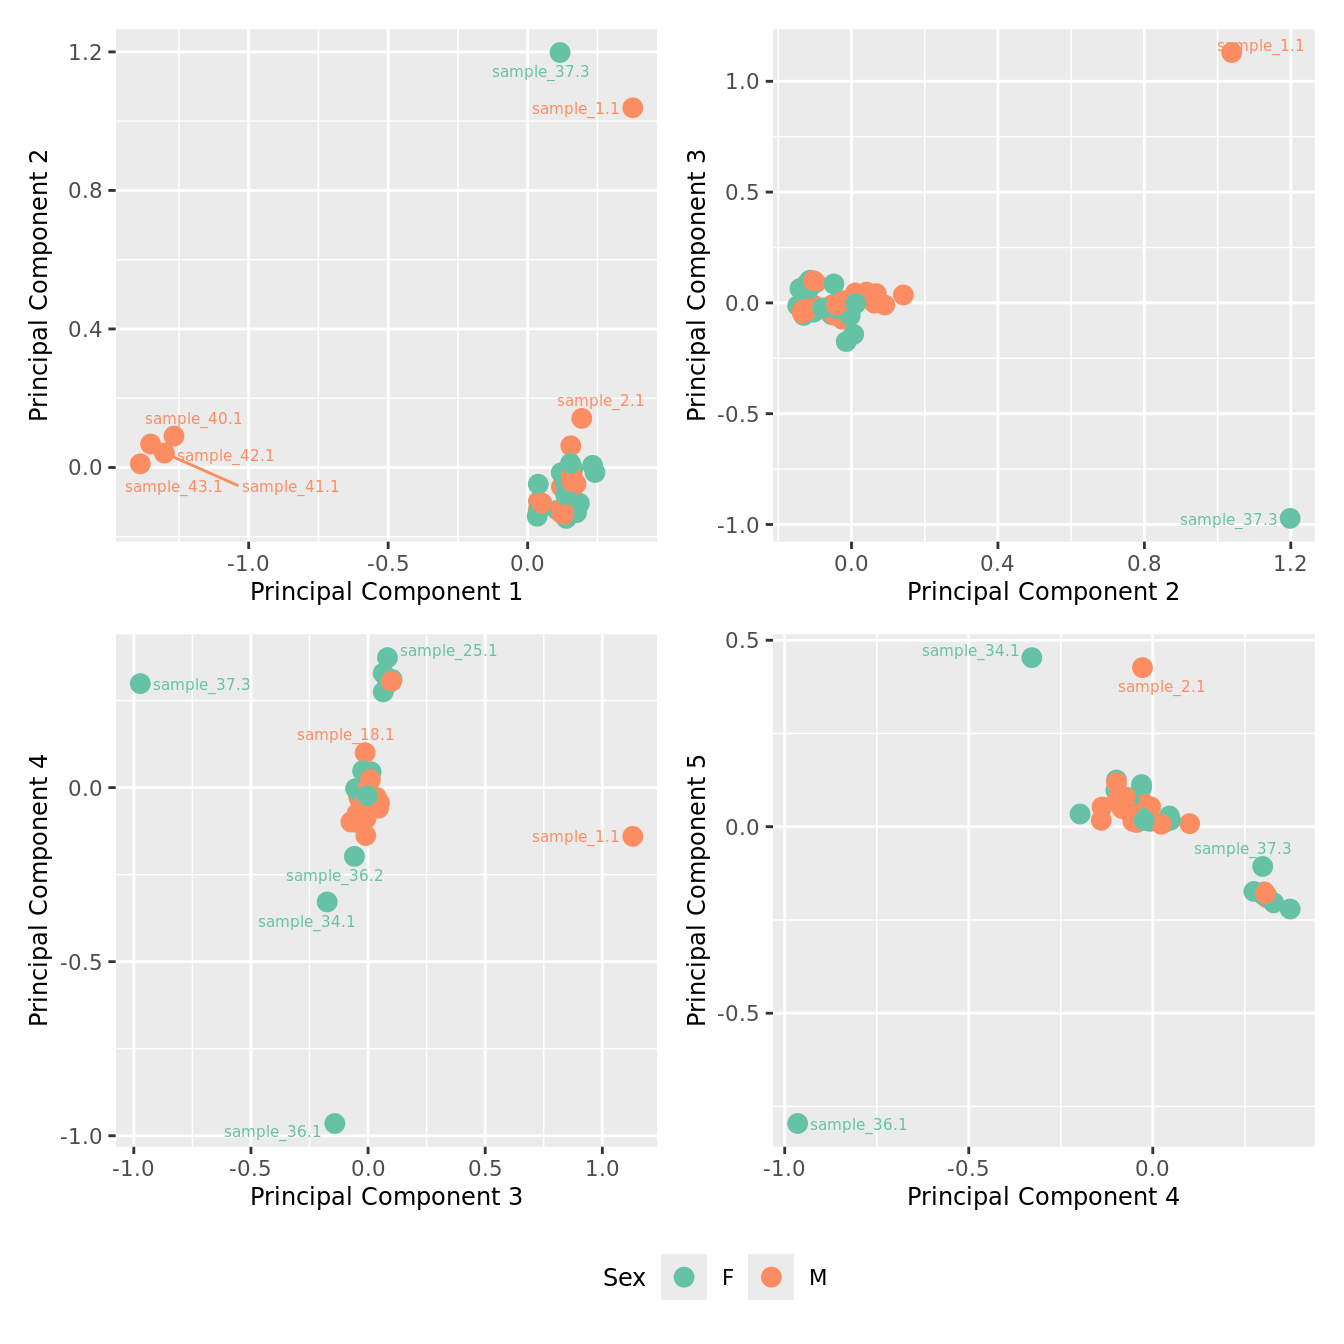 1.2
0.8
0.4
0.0
Principal Component 2
sample_37.3
sample_1.1
sample_2.1
sample_40.1
sample_42.1
sample_43.1
sample_41.1
-1.0
-0.5
0.0
Principal Component 1
1.0
0.5
0.0
-0.5
-1.0
Principal Component 3
sample_1.1
sample_37.3
0.0
0.4
0.8
1.2
Principal Component 2
0.0
-0.5
-1.0
Principal Component 4
sample_25.1
sample_37.3
sample_18.1
sample_1.1
sample_36.2
sample_34.1
sample_36.1
-1.0
-0.5
0.0
0.5
1.0
Principal Component 3
0.5
0.0
-0.5
Principal Component 5
sample_34.1
sample_2.1
sample_37.3
sample_36.1
-1.0
-0.5
0.0
Principal Component 4
Sex
F
M